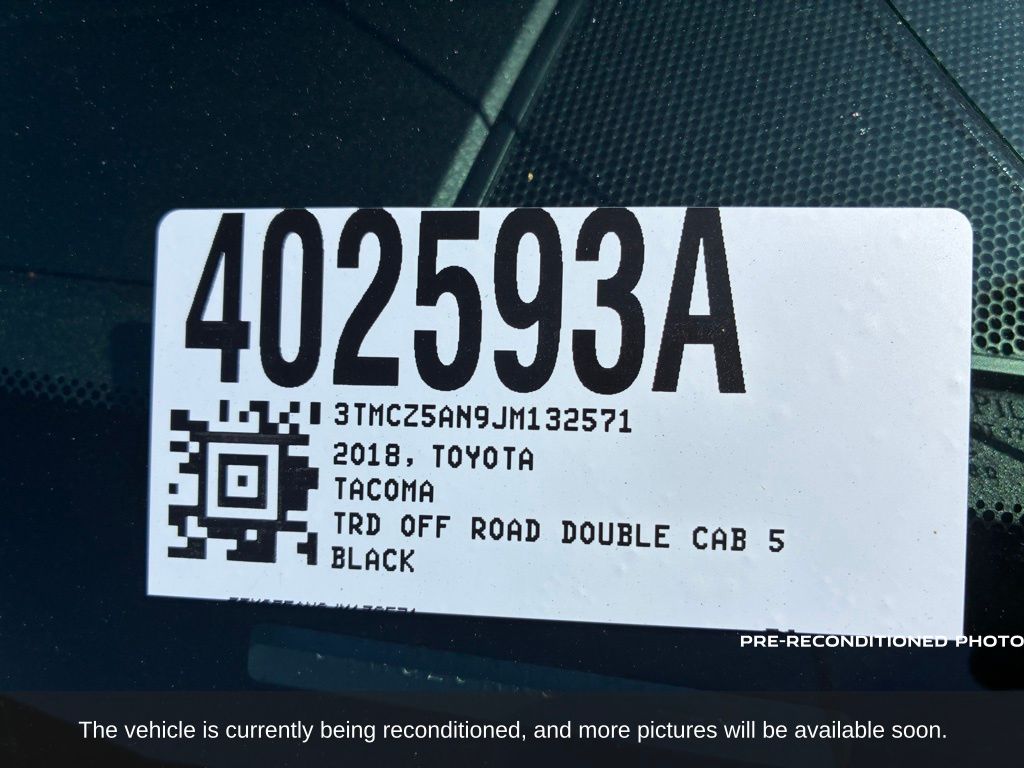 402593A
3TMCZ5AN9JM132571
2018, TOYOTA
TACOMA
TRD OFF ROAD DOUBLE CAB 5
BLACK
PRE-RECONDITIONED PHOTO
The vehicle is currently being reconditioned, and more pictures will be available soon.